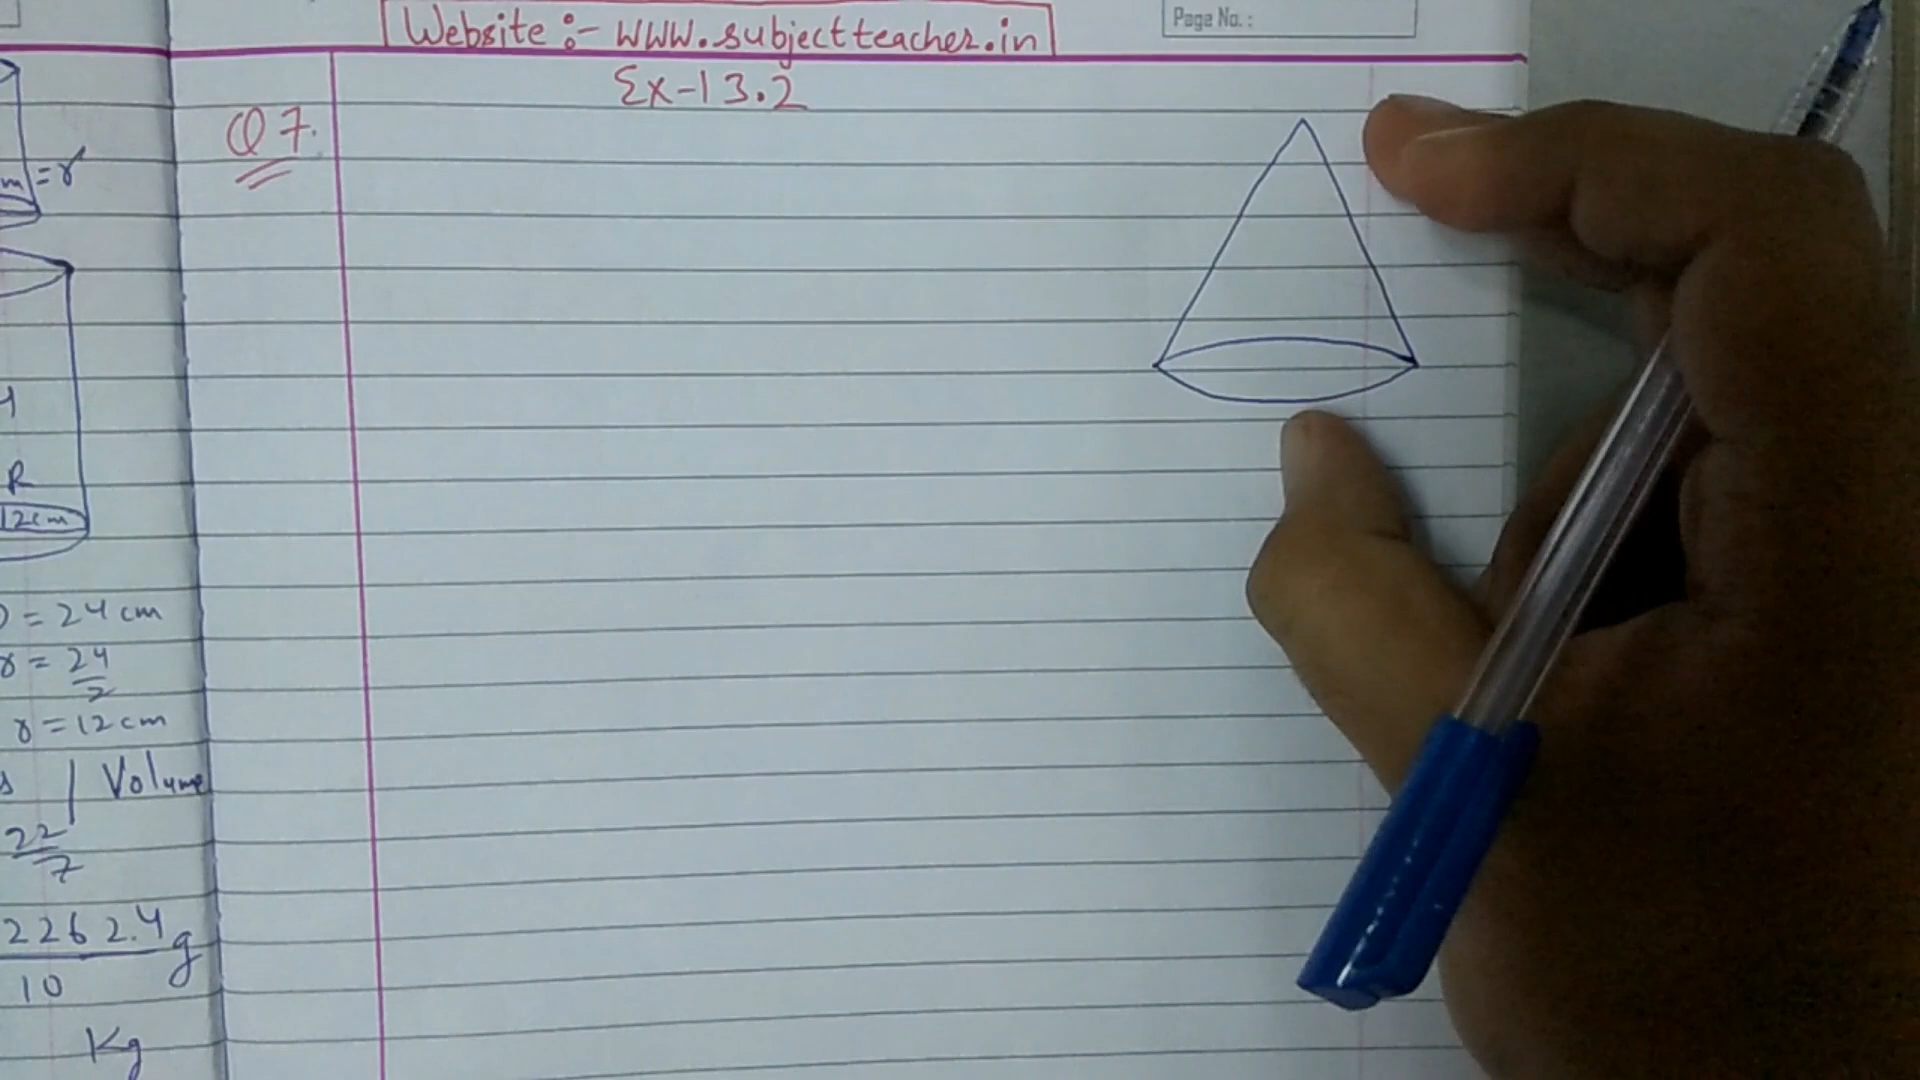 =r
R
12cm
= 24 cm
r = 24
2
r = 12 cm
Volume
22
7
2262.4 g
10
Kg
Website :- www.subjectteacher.in
Page No. :
Ex-13.2
Q7.